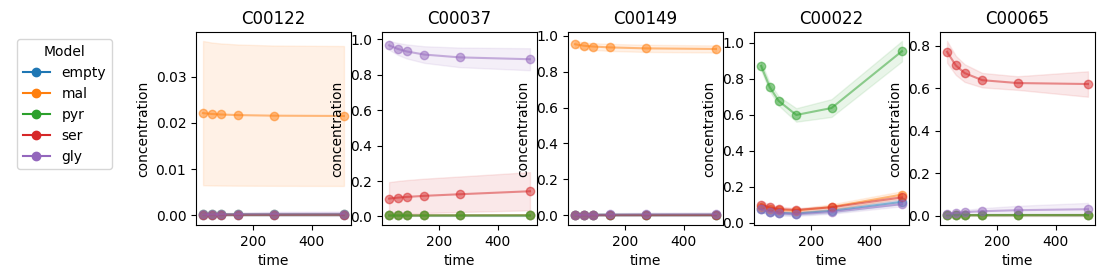 Model
empty
mal
pyr
ser
gly
C00122
concentration
0.03
0.02
0.01
0.00
200
400
time
C00037
concentration
1.0
0.8
0.6
0.4
0.2
0.0
200
400
time
C00149
concentration
1.0
0.8
0.6
0.4
0.2
0.0
200
400
time
C00022
concentration
1.0
0.8
0.6
0.4
0.2
0.0
200
400
time
C00065
concentration
0.8
0.6
0.4
0.2
0.0
200
400
time